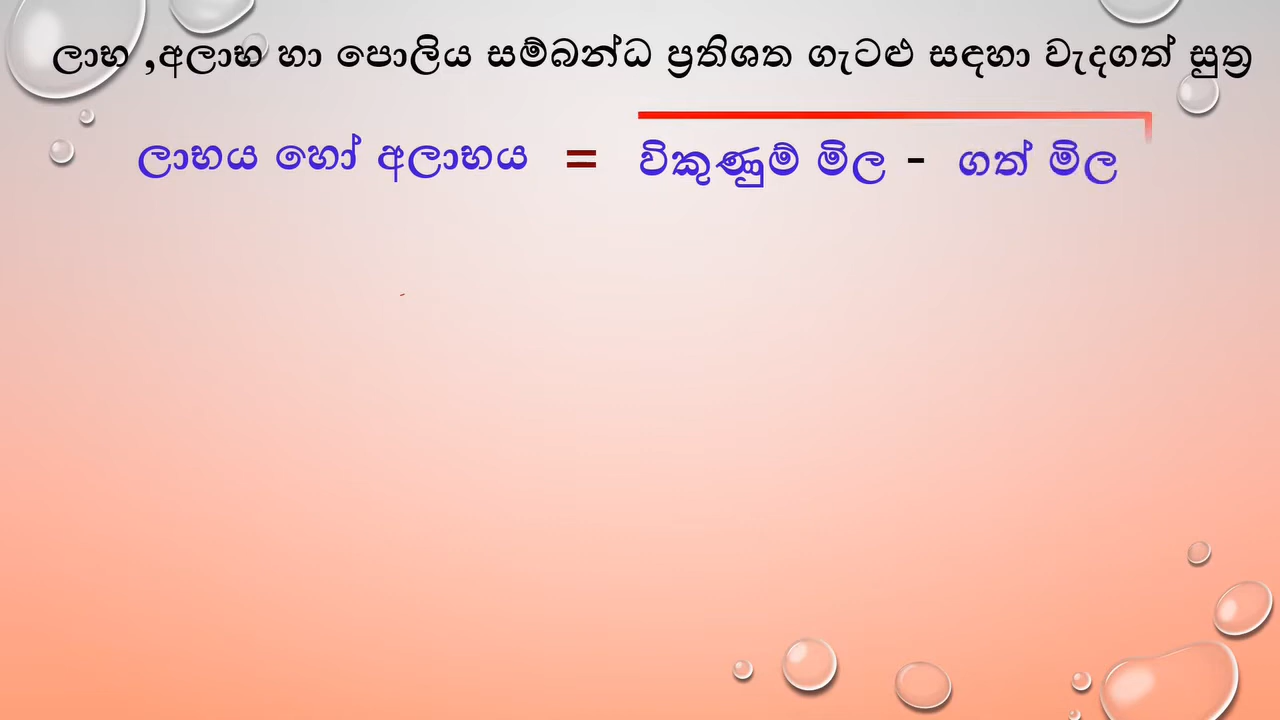 ලාභ ,අලාභ හා පොලිය සම්බන්ධ ප්‍රතිශත ගැටළු සඳහා වැදගත් සුත්‍ර
ලාභය හෝ අලාභය = විකුණුම් මිල - ගත් මිල